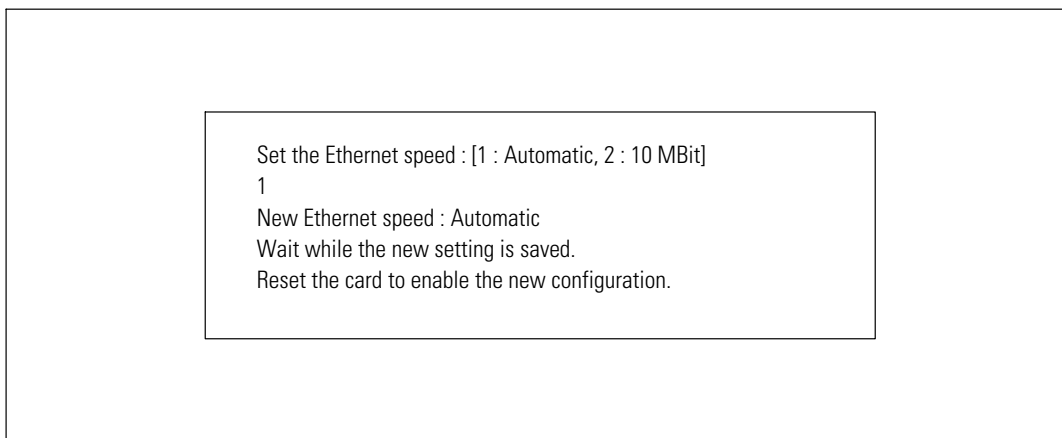 Set the Ethernet speed : [1 : Automatic, 2 : 10 MBit]
1
New Ethernet speed : Automatic
Wait while the new setting is saved.
Reset the card to enable the new configuration.